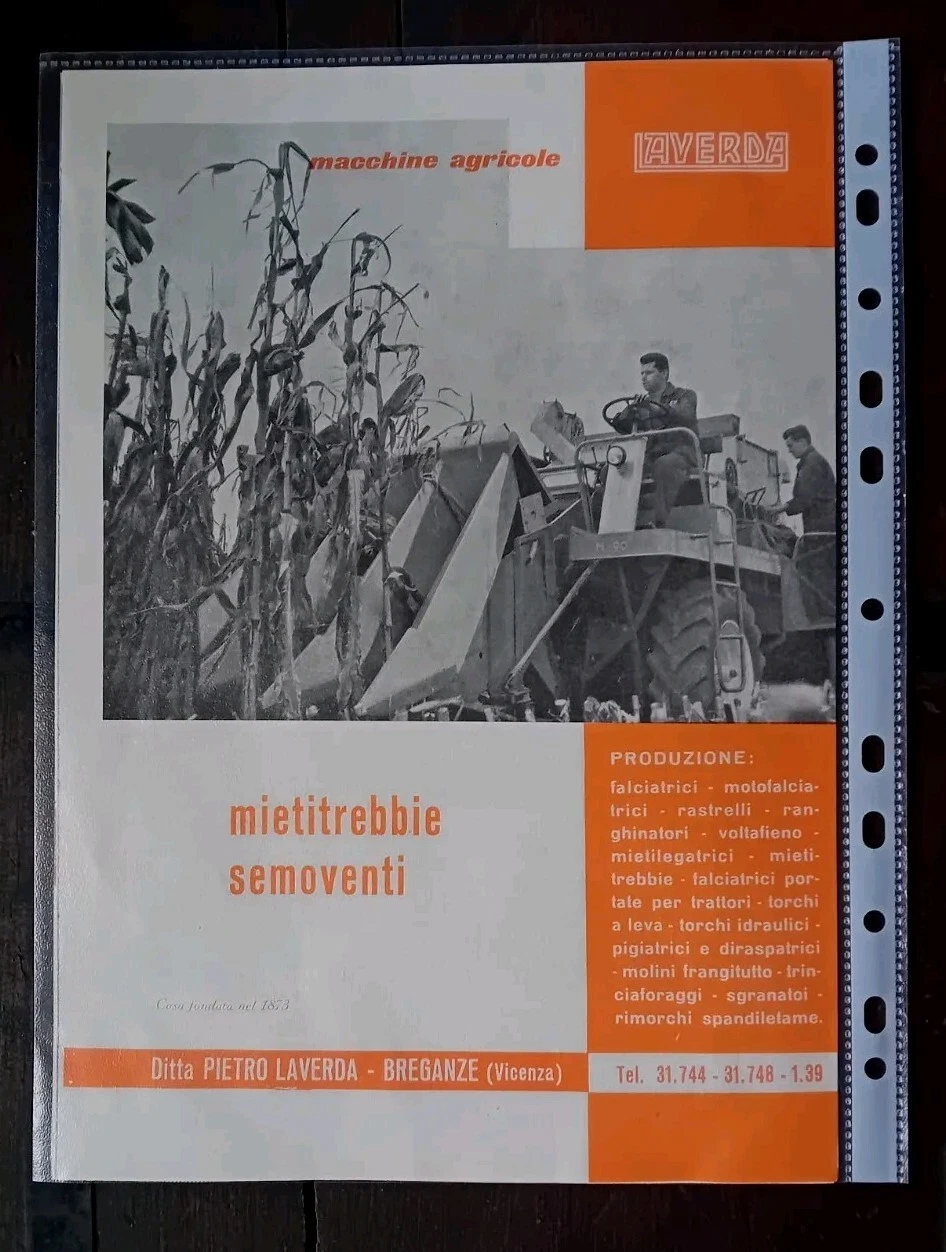 macchine agricole
LAVERDA
M-90
mietitrebbie
semoventi
PRODUZIONE:
falciatrici - motofalcia-
trici - rastrelli - ran-
ghinatori - voltafieno -
mietilegatrici - mieti-
trebbie - falciatrici por-
tate per trattori - torchi
a leva - torchi idraulici -
pigiatrici e diraspatrici
- molini frangitutto - trin-
ciaforaggi - sgranatoi -
rimorchi spandiletame.
Casa fondata nel 1873
Ditta PIETRO LAVERDA - BREGANZE (Vicenza)
Tel. 31.744 - 31.748 - 1.39